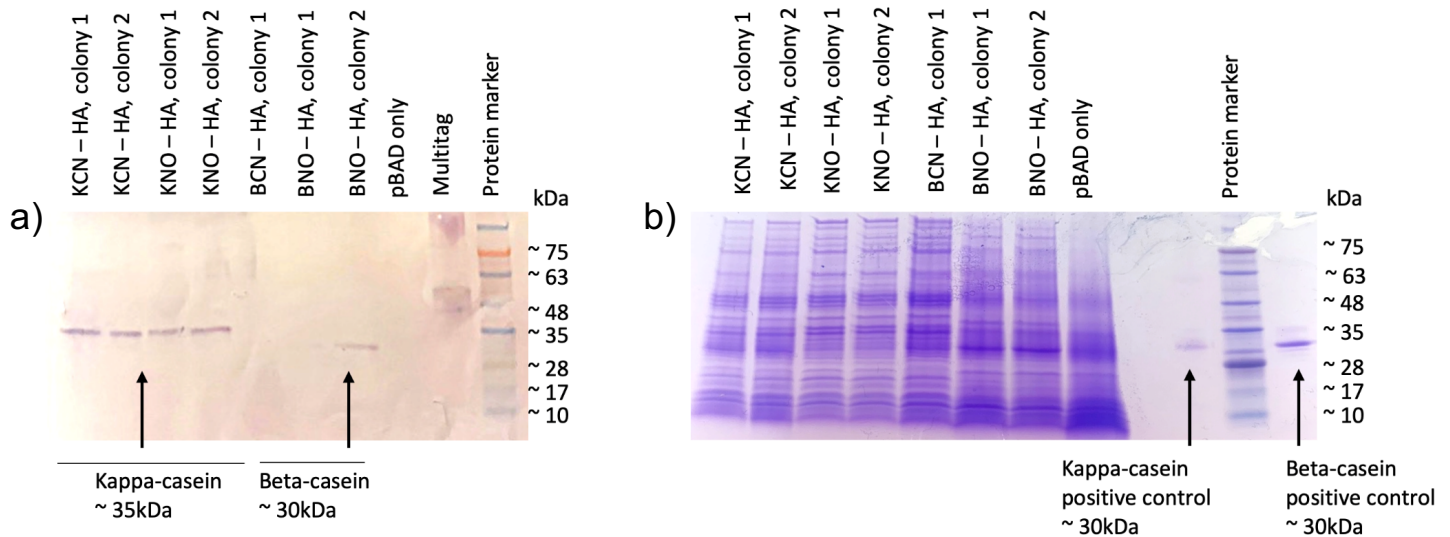 a)
KCN – HA, colony 1
KCN – HA, colony 2
KNO – HA, colony 1
KNO – HA, colony 2
BCN – HA, colony 1
BNO – HA, colony 1
BNO – HA, colony 2
pBAD only
Multitag
Protein marker
kDa
~ 75
~ 63
~ 48
~ 35
~ 28
~ 17
~ 10
Kappa-casein
~ 35kDa
Beta-casein
~ 30kDa
b)
KCN – HA, colony 1
KCN – HA, colony 2
KNO – HA, colony 1
KNO – HA, colony 2
BCN – HA, colony 1
BNO – HA, colony 1
BNO – HA, colony 2
pBAD only
Protein marker
kDa
~ 75
~ 63
~ 48
~ 35
~ 28
~ 17
~ 10
Kappa-casein
positive control
~ 30kDa
Beta-casein
positive control
~ 30kDa